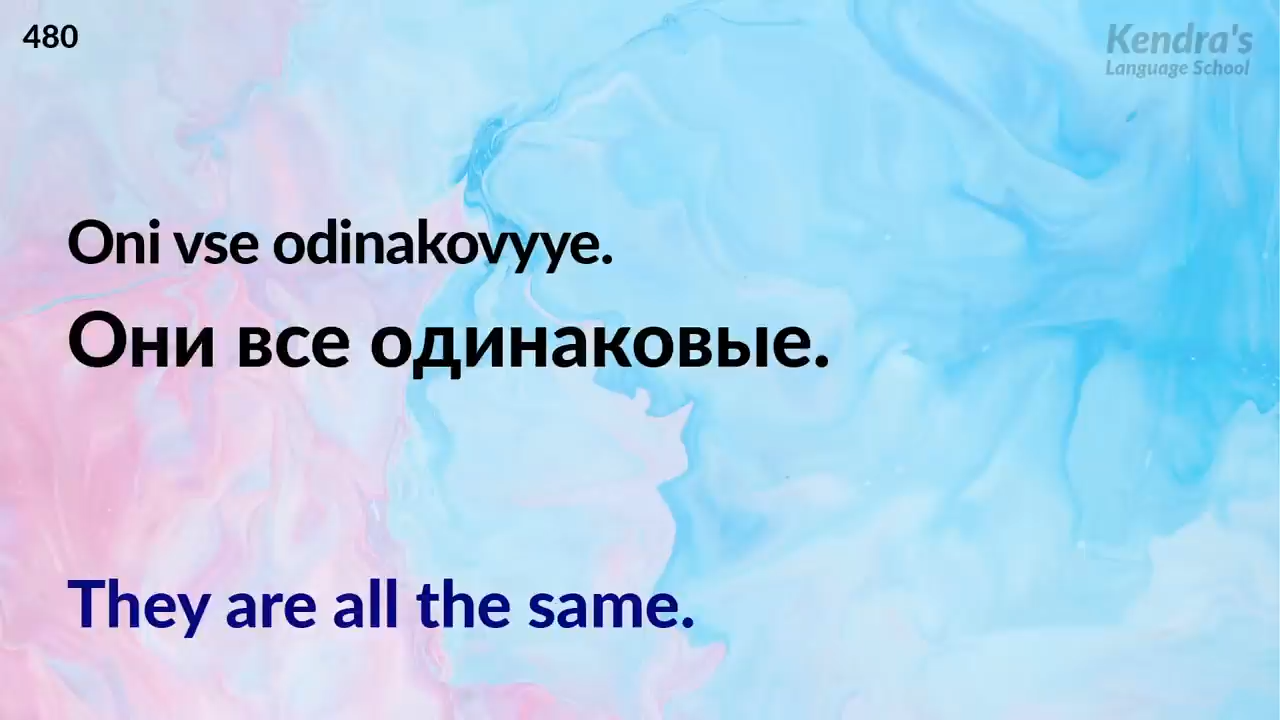 480
Kendra's
Language School
Oni vse odinakovyye.
Они все одинаковые.
They are all the same.